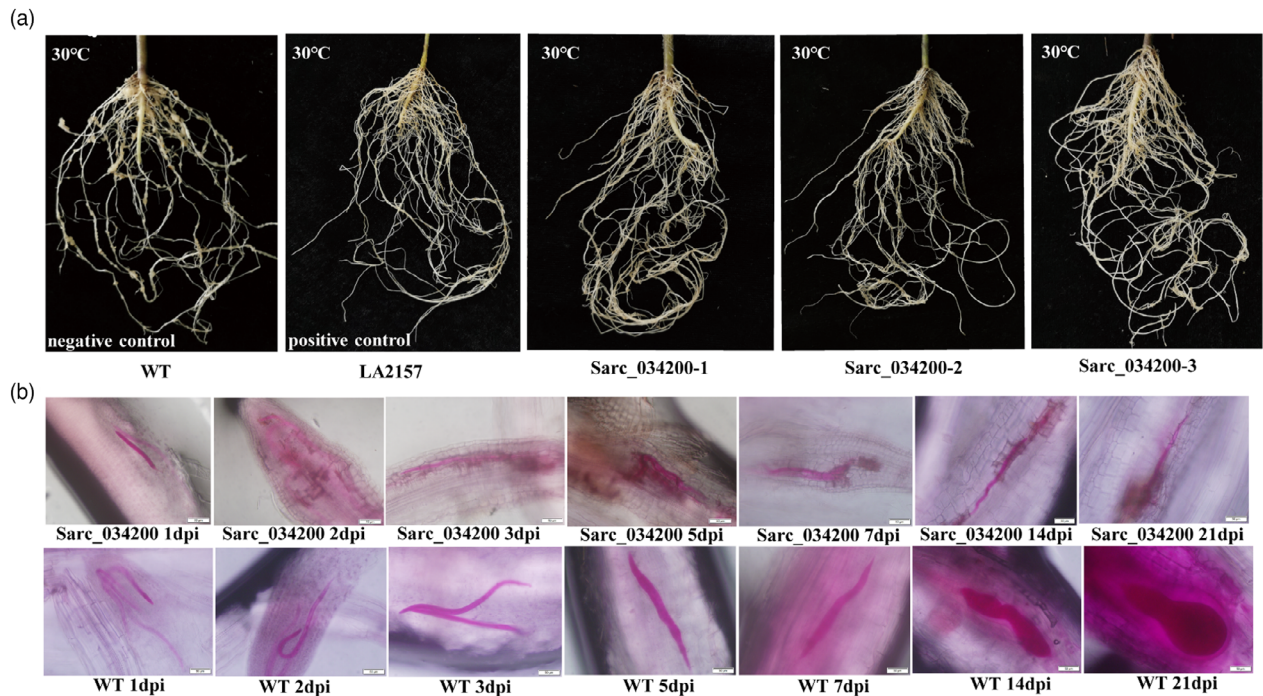 (a)
30°C
30°C
30°C
30°C
30°C
negative control
positive control
WT
LA2157
Sarc_034200-1
Sarc_034200-2
Sarc_034200-3
(b)
Sarc_034200 1dpi
Sarc_034200 2dpi
Sarc_034200 3dpi
Sarc_034200 5dpi
Sarc_034200 7dpi
Sarc_034200 14dpi
Sarc_034200 21dpi
WT 1dpi
WT 2dpi
WT 3dpi
WT 5dpi
WT 7dpi
WT 14dpi
WT 21dpi